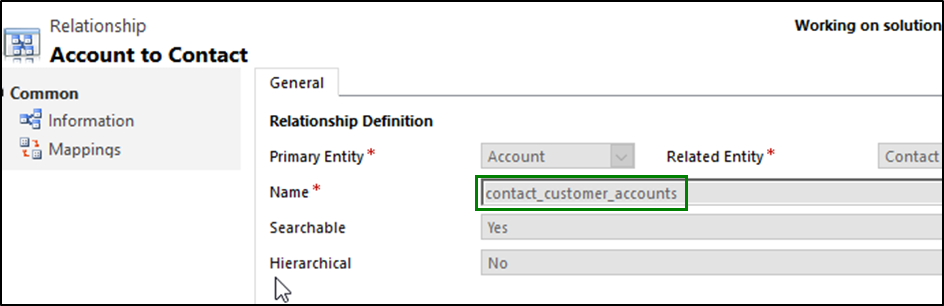 Relationship
Working on solution
Account to Contact
Common
Information
Mappings
General
Relationship Definition
Primary Entity * Account Related Entity * Contact
Name * contact_customer_accounts
Searchable Yes
Hierarchical No